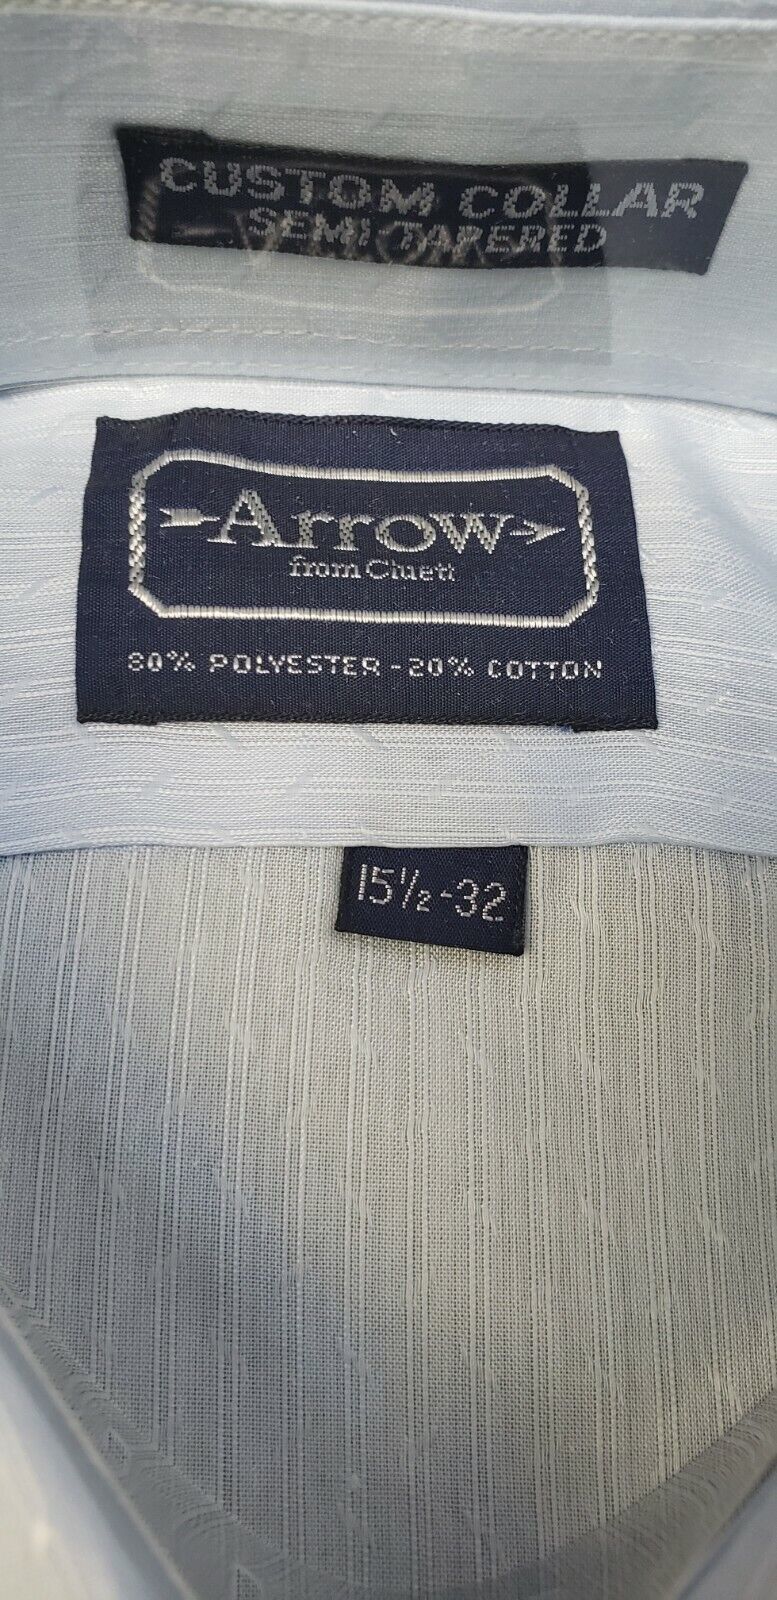 CUSTOM COLLAR
SEMI TAPERED
Arrow
from Cluett
80% POLYESTER - 20% COTTON
15½-32